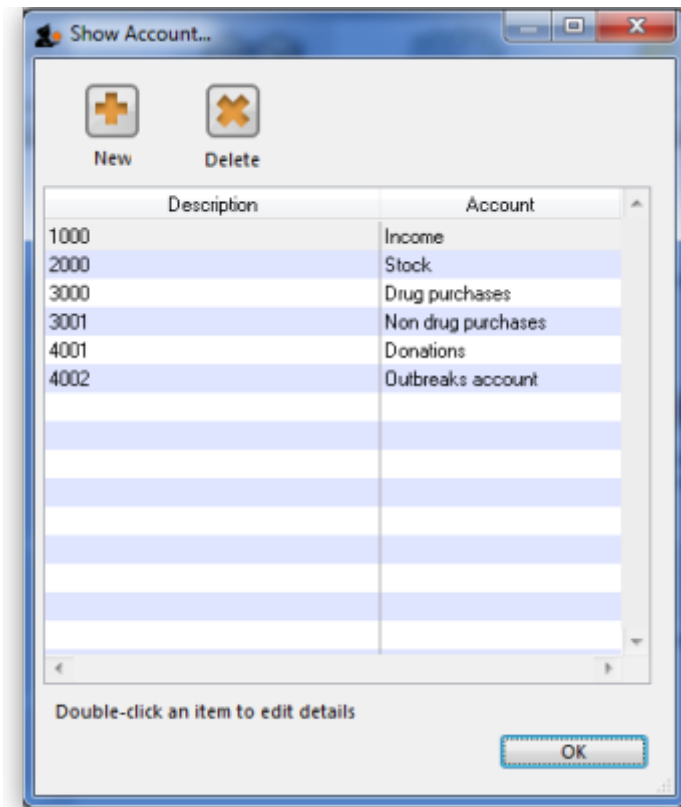 Show Account...
New Delete
Description Account
1000 Income
2000 Stock
3000 Drug purchases
3001 Non drug purchases
4001 Donations
4002 Outbreaks account
Double-click an item to edit details
OK